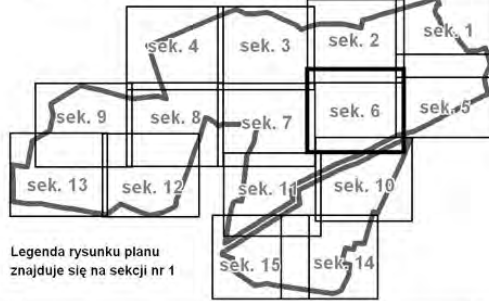 sek. 1
sek. 2
sek. 3
sek. 4
sek. 5
sek. 6
sek. 7
sek. 8
sek. 9
sek. 10
sek. 11
sek. 12
sek. 13
sek. 14
sek. 15
Legenda rysunku planu
znajduje się na sekcji nr 1